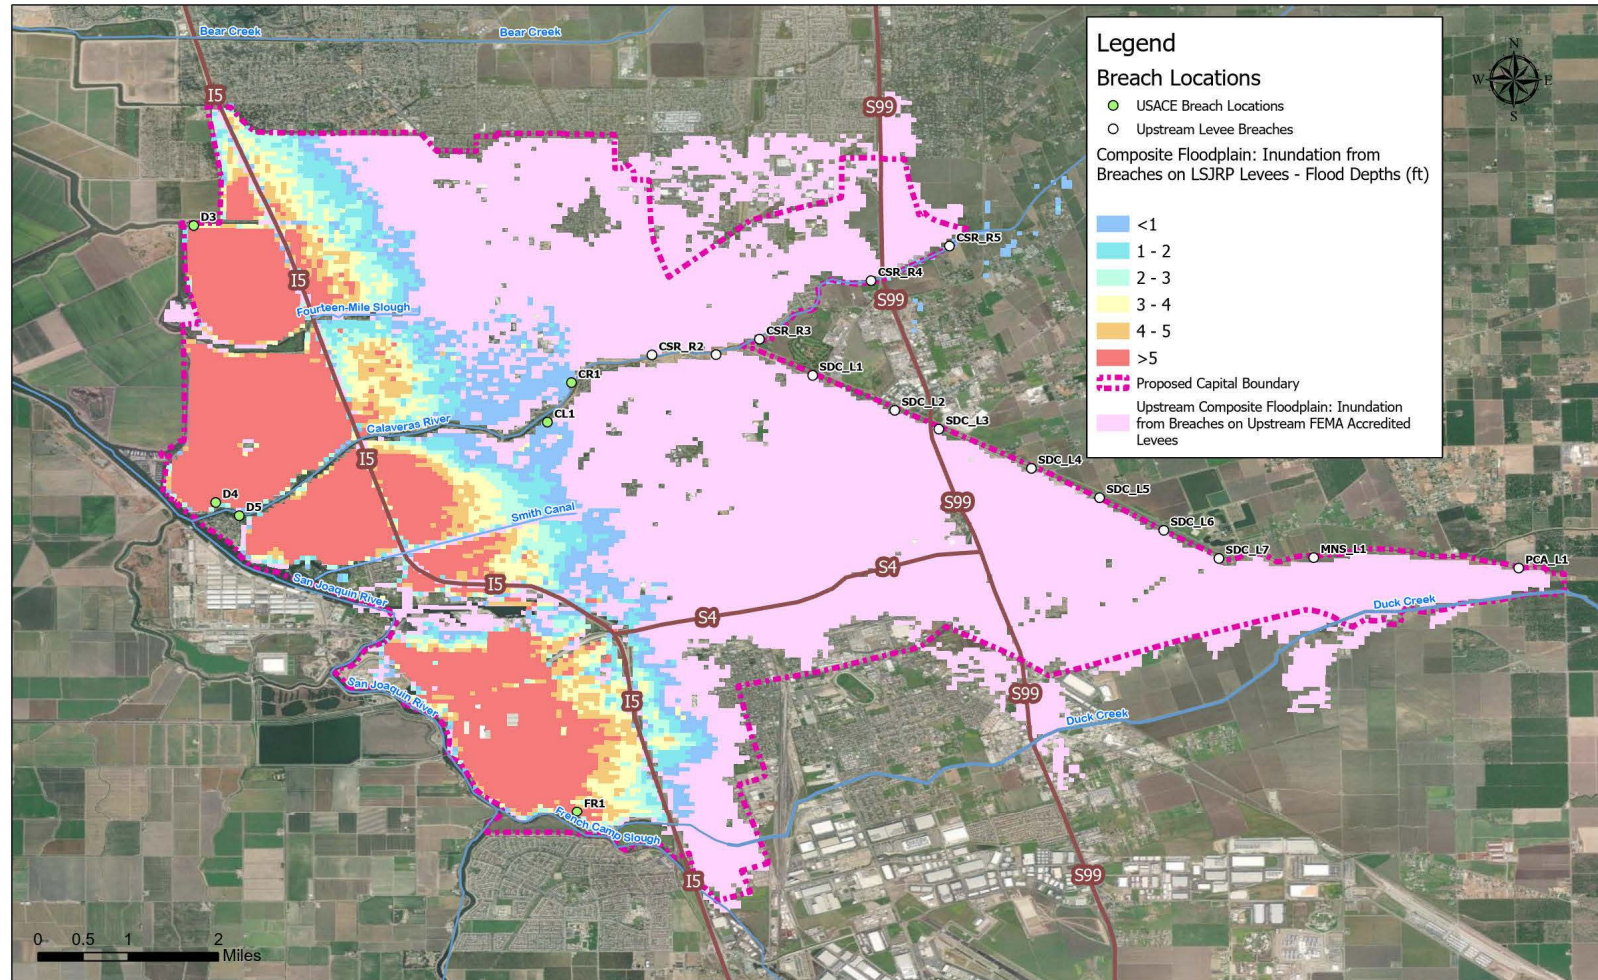 Bear Creek
Bear Creek
Legend
Breach Locations
USACE Breach Locations
Upstream Levee Breaches
Composite Floodplain: Inundation from
Breaches on LSJRP Levees - Flood Depths (ft)
<1
1 - 2
2 - 3
3 - 4
4 - 5
>5
Proposed Capital Boundary
Upstream Composite Floodplain: Inundation
from Breaches on Upstream FEMA Accredited
Levees
N
W
E
S
I5
S99
D3
CSR_R5
I5
CSR_R4
S99
Fourteen-Mile Slough
CSR_R3
CSR_R2
SDC_L1
CR1
SDC_L2
CL1
Calaveras River
SDC_L3
I5
SDC_L4
D4
SDC_L5
S99
D5
Smith Canal
SDC_L6
SDC_L7
MNS_L1
PCA_L1
S4
I5
San Joaquin River
Duck Creek
S4
San Joaquin River
I5
S99
Duck Creek
FR1
French Camp Slough
I5
S99
0 0.5 1 2
Miles